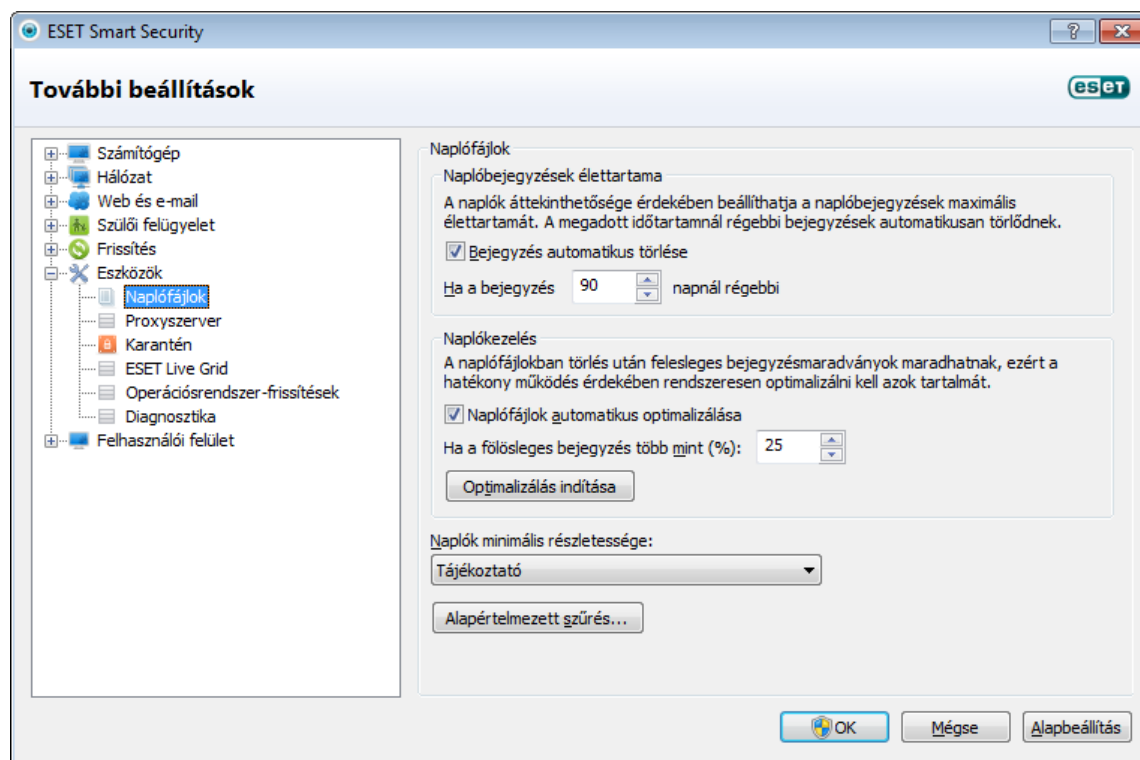 ESET Smart Security
További beállítások
eseT
Számítógép
Hálózat
Web és e-mail
Szülői felügyelet
Frissítés
Eszközök
Naplófájlok
Proxyszerver
Karantén
ESET Live Grid
Operációsrendszer-frissítések
Diagnosztika
Felhasználói felület
Naplófájlok
Naplóbejegyzések élettartama
A naplók áttekinthetősége érdekében beállíthatja a naplóbejegyzések maximális
élettartamát. A megadott időtartamnál régebbi bejegyzések automatikusan törlődnek.
Bejegyzés automatikus törlése
Ha a bejegyzés 90 napnál régebbi
Naplókezelés
A naplófájlokban törlés után felesleges bejegyzésmaradványok maradhatnak, ezért a
hatékony működés érdekében rendszeresen optimalizálni kell azok tartalmát.
Naplófájlok automatikus optimalizálása
Ha a fölösleges bejegyzés több mint (%): 25
Optimalizálás indítása
Naplók minimális részletessége:
Tájékoztató
Alapértelmezett szűrés...
OK Mégse Alapbeállítás